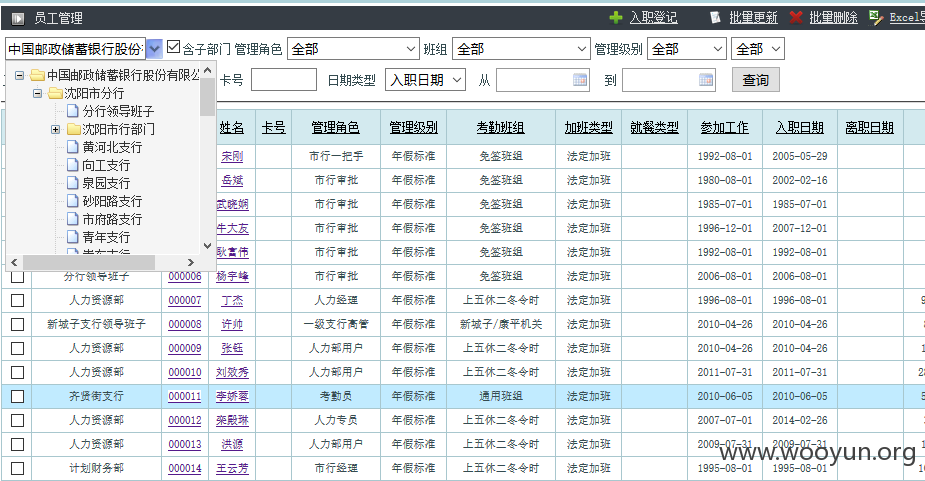 员工管理 入职登记 批量更新 批量删除 Excel
中国邮政储蓄银行股份 含子部门 管理角色 全部 班组 全部 管理级别 全部 全部
卡号 日期类型 入职日期 从 到 查询
中国邮政储蓄银行股份有限公
沈阳市分行
分行领导班子
沈阳市行部门
黄河北支行
向工支行
泉园支行
砂阳路支行
市府路支行
青年支行
姓名 卡号 管理角色 管理级别 考勤班组 加班类型 就餐类型 参加工作 入职日期 离职日期
宋刚 市行一把手 年假标准 免签班组 法定加班 1992-08-01 2005-05-29
岳斌 市行审批 年假标准 免签班组 法定加班 1980-08-01 2002-02-16
武晓娴 市行审批 年假标准 免签班组 法定加班 1985-07-01 1985-07-01
牛大友 市行审批 年假标准 免签班组 法定加班 1996-12-01 2007-12-01
耿富伟 市行审批 年假标准 免签班组 法定加班 1992-08-01 1992-08-01
分行领导班子 000006 杨宇峰 市行审批 年假标准 免签班组 法定加班 2006-08-01 2006-08-01
人力资源部 000007 丁杰 人力经理 年假标准 上五休二冬令时 法定加班 1996-08-01 1996-08-01
新城子支行领导班子 000008 许帅 一级支行高管 年假标准 新城子/康平机关 法定加班 2010-04-26 2010-04-26
人力资源部 000009 张钰 人力部用户 年假标准 上五休二冬令时 法定加班 2010-04-26 2010-04-26
人力资源部 000010 刘效秀 人力部用户 年假标准 上五休二冬令时 法定加班 2011-07-31 2011-07-31
齐贤街支行 000011 李娇蓉 考勤员 年假标准 通用班组 法定加班 2010-06-05 2010-06-05
人力资源部 000012 栾殿琳 人力专员 年假标准 上五休二冬令时 法定加班 2007-07-01 2014-02-26
人力资源部 000013 洪源 人力部用户 年假标准 上五休二冬令时 法定加班 2009-07-31 2009-07-31
计划财务部 000014 王云芳 市行经理 年假标准 上五休二冬令时 法定加班 1995-08-01 1995-08-01
www.wooyun.org